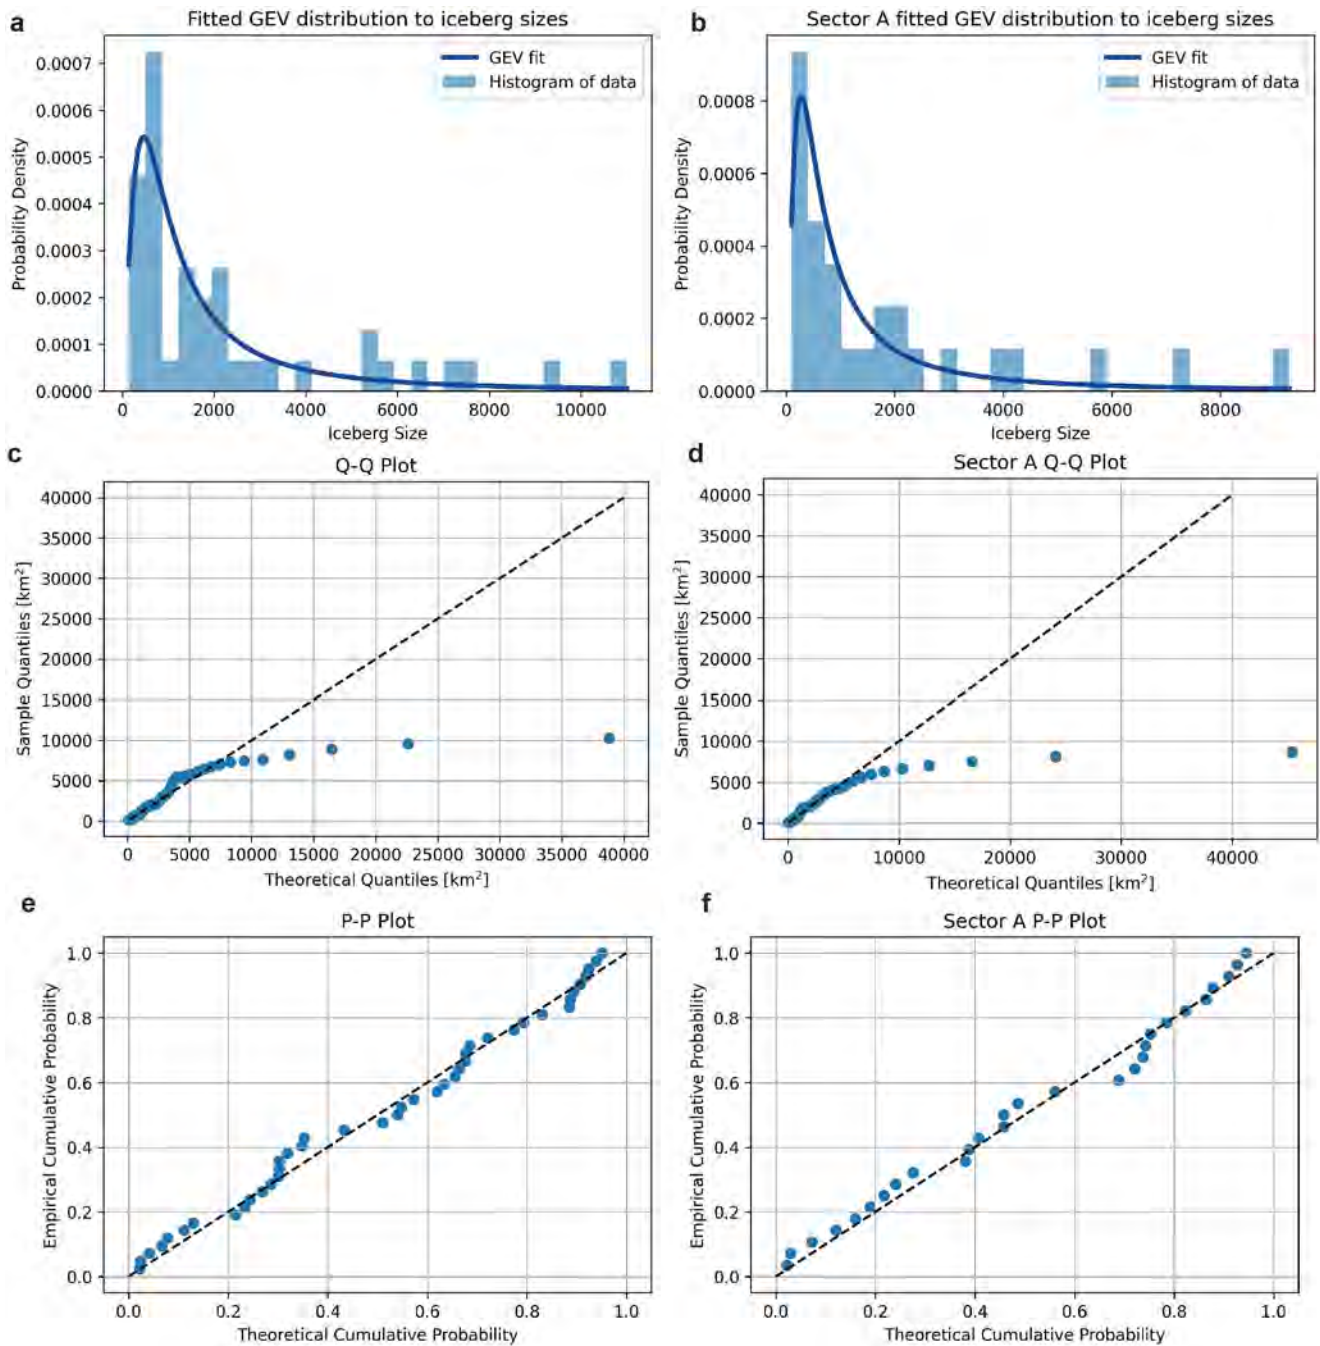 a
Fitted GEV distribution to iceberg sizes
GEV fit
Histogram of data
Probability Density
0.0007
0.0006
0.0005
0.0004
0.0003
0.0002
0.0001
0.0000
0 2000 4000 6000 8000 10000
Iceberg Size
b
Sector A fitted GEV distribution to iceberg sizes
GEV fit
Histogram of data
Probability Density
0.0008
0.0006
0.0004
0.0002
0.0000
0 2000 4000 6000 8000
Iceberg Size
c
Q-Q Plot
Sample Quantiles [km²]
40000
35000
30000
25000
20000
15000
10000
5000
0
0 5000 10000 15000 20000 25000 30000 35000 40000
Theoretical Quantiles [km²]
d
Sector A Q-Q Plot
Sample Quantiles [km²]
40000
35000
30000
25000
20000
15000
10000
5000
0
0 10000 20000 30000 40000
Theoretical Quantiles [km²]
e
P-P Plot
Empirical Cumulative Probability
1.0
0.8
0.6
0.4
0.2
0.0
0.0 0.2 0.4 0.6 0.8 1.0
Theoretical Cumulative Probability
f
Sector A P-P Plot
Empirical Cumulative Probability
1.0
0.8
0.6
0.4
0.2
0.0
0.0 0.2 0.4 0.6 0.8 1.0
Theoretical Cumulative Probability